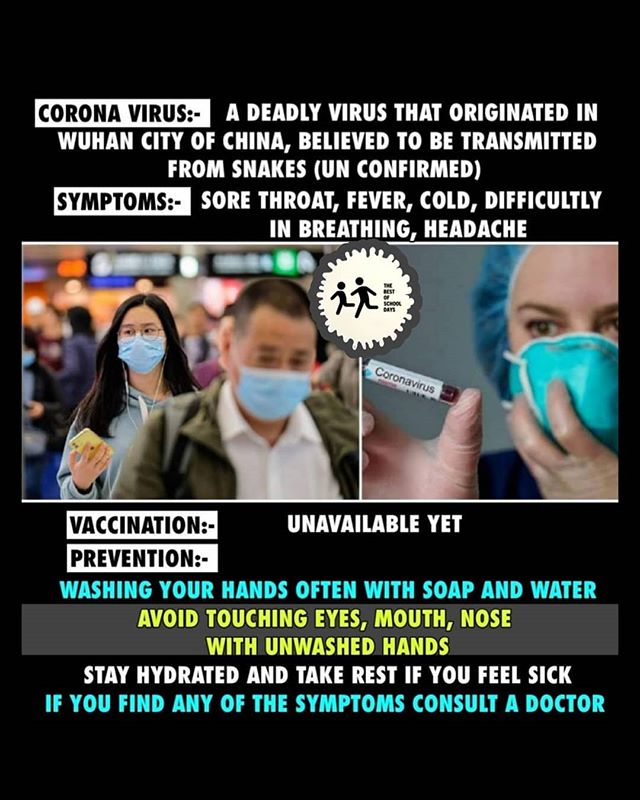 CORONA VIRUS:- A DEADLY VIRUS THAT ORIGINATED IN
WUHAN CITY OF CHINA, BELIEVED TO BE TRANSMITTED
FROM SNAKES (UN CONFIRMED)
SYMPTOMS:- SORE THROAT, FEVER, COLD, DIFFICULTLY
IN BREATHING, HEADACHE
THE
BEST
OF
SCHOOL
DAYS
Coronavirus
VACCINATION:- UNAVAILABLE YET
PREVENTION:-
WASHING YOUR HANDS OFTEN WITH SOAP AND WATER
AVOID TOUCHING EYES, MOUTH, NOSE
WITH UNWASHED HANDS
STAY HYDRATED AND TAKE REST IF YOU FEEL SICK
IF YOU FIND ANY OF THE SYMPTOMS CONSULT A DOCTOR